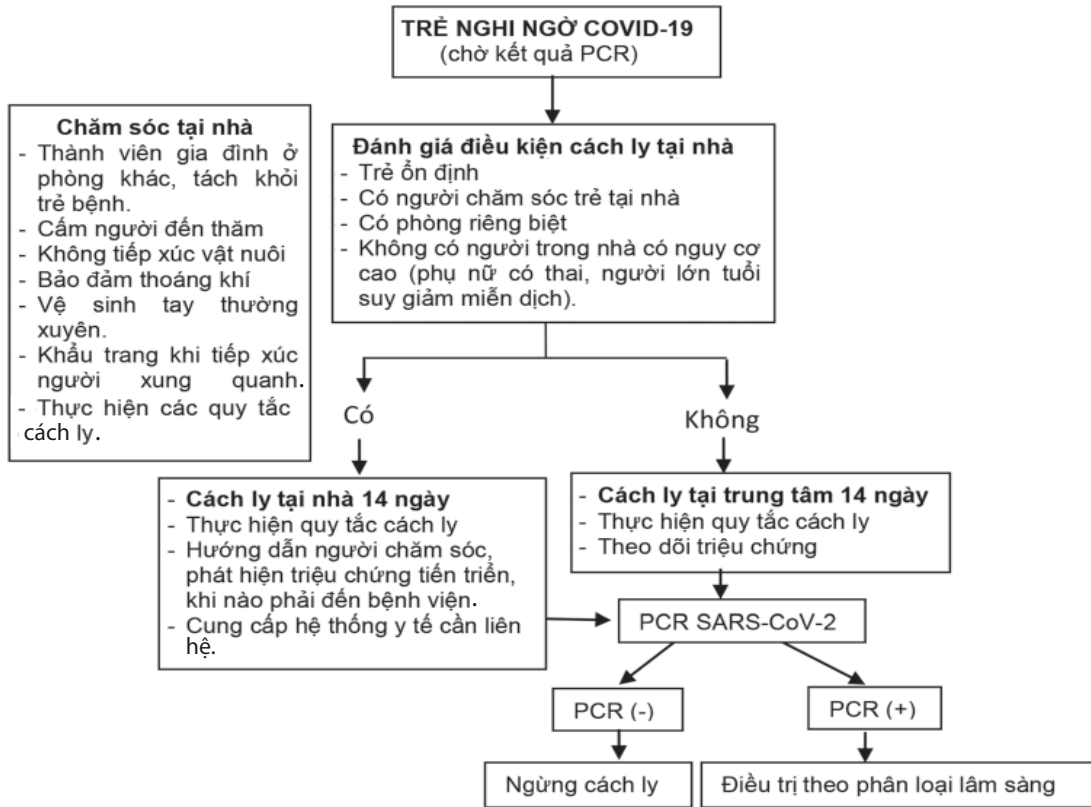 TRẺ NGHI NGỜ COVID-19
(chờ kết quả PCR)
Chăm sóc tại nhà
- Thành viên gia đình ở
phòng khác, tách khỏi
trẻ bệnh.
- Cấm người đến thăm
- Không tiếp xúc vật nuôi
- Bảo đảm thoáng khí
- Vệ sinh tay thường
xuyên.
- Khẩu trang khi tiếp xúc
người xung quanh.
- Thực hiện các quy tắc
cách ly.
Đánh giá điều kiện cách ly tại nhà
- Trẻ ổn định
- Có người chăm sóc trẻ tại nhà
- Có phòng riêng biệt
- Không có người trong nhà có nguy cơ
cao (phụ nữ có thai, người lớn tuổi
suy giảm miễn dịch).
Có
Không
- Cách ly tại nhà 14 ngày
- Thực hiện quy tắc cách ly
- Hướng dẫn người chăm sóc,
phát hiện triệu chứng tiến triển,
khi nào phải đến bệnh viện.
- Cung cấp hệ thống y tế cần liên
hệ.
- Cách ly tại trung tâm 14 ngày
- Thực hiện quy tắc cách ly
- Theo dõi triệu chứng
PCR SARS-CoV-2
PCR (-)
PCR (+)
Ngừng cách ly
Điều trị theo phân loại lâm sàng